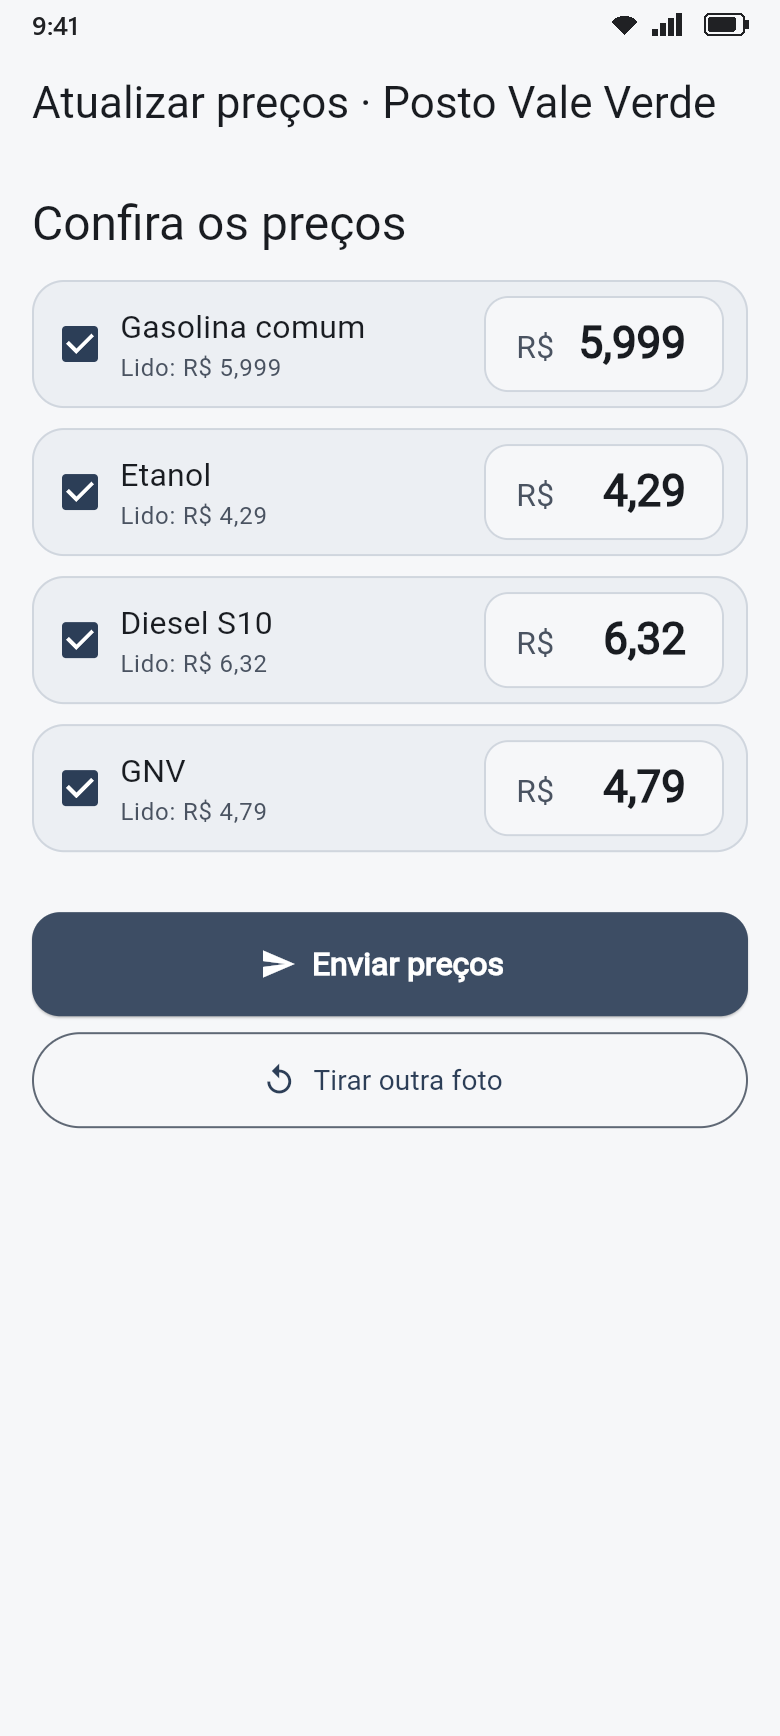 9:41
Atualizar preços · Posto Vale Verde
Confira os preços
Gasolina comum
Lido: R$ 5,999
R$ 5,999
Etanol
Lido: R$ 4,29
R$ 4,29
Diesel S10
Lido: R$ 6,32
R$ 6,32
GNV
Lido: R$ 4,79
R$ 4,79
Enviar preços
Tirar outra foto